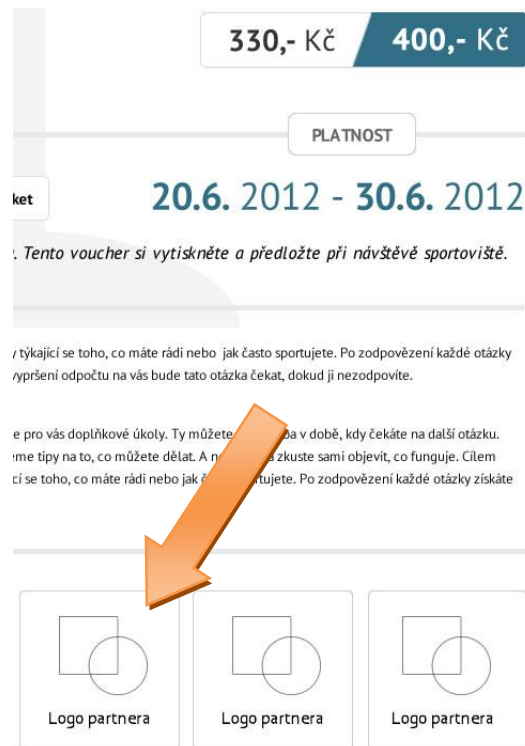 330,- Kč 400,- Kč
PLATNOST
ket 20.6. 2012 - 30.6. 2012
. Tento voucher si vytiskněte a předložte při návštěvě sportoviště.
týkající se toho, co máte rádi nebo jak často sportujete. Po zodpovězení každé otázky
vypršení odpočtu na vás bude tato otázka čekat, dokud ji nezodpovíte.
e pro vás doplňkové úkoly. Ty můžete v době, kdy čekáte na další otázku.
eme tipy na to, co můžete dělat. A zkuste sami objevit, co funguje. Cílem
cí se toho, co máte rádi nebo jak Po zodpovězení každé otázky získáte
Logo partnera Logo partnera Logo partnera